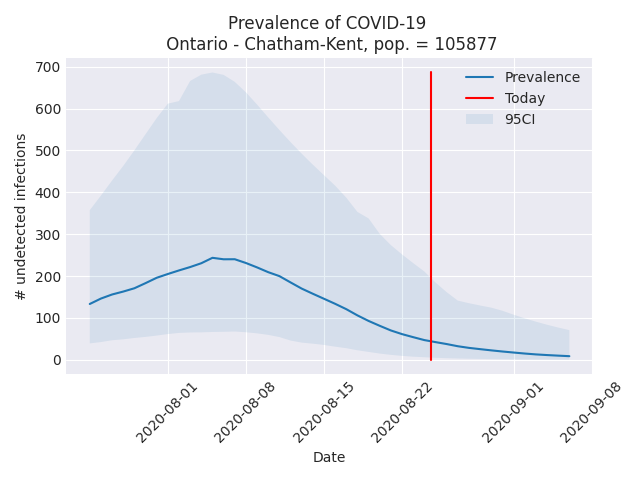 Prevalence of COVID-19
Ontario - Chatham-Kent, pop. = 105877
700
600
500
400
300
200
100
0
# undetected infections
Prevalence
Today
95CI
2020-08-01
2020-08-08
2020-08-15
2020-08-22
2020-09-01
2020-09-08
Date